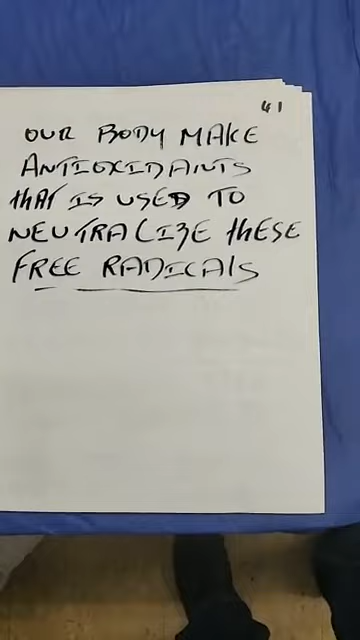 41
OUR BODY MAKE
ANTIOXIDANTS
THAT IS USED TO
NEUTRALIZE THESE
FREE RADICALS